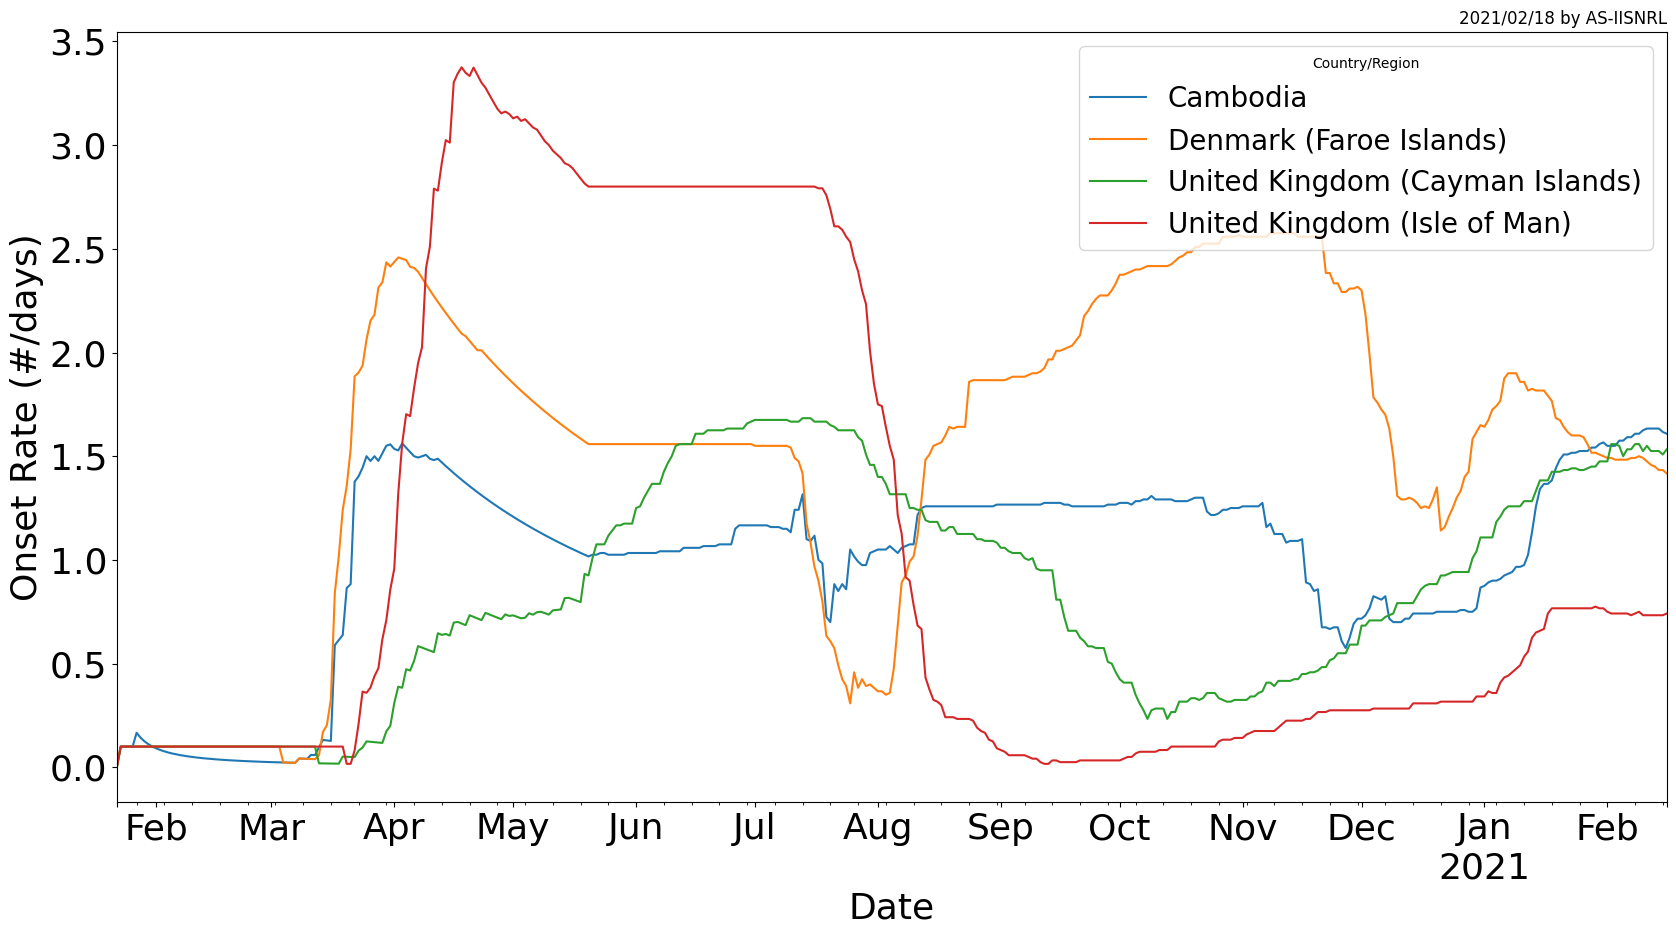 2021/02/18 by AS-IISNRL
Country/Region
Cambodia
Denmark (Faroe Islands)
United Kingdom (Cayman Islands)
United Kingdom (Isle of Man)
Onset Rate (#/days)
3.5
3.0
2.5
2.0
1.5
1.0
0.5
0.0
Feb Mar Apr May Jun Jul Aug Sep Oct Nov Dec Jan Feb
2021
Date